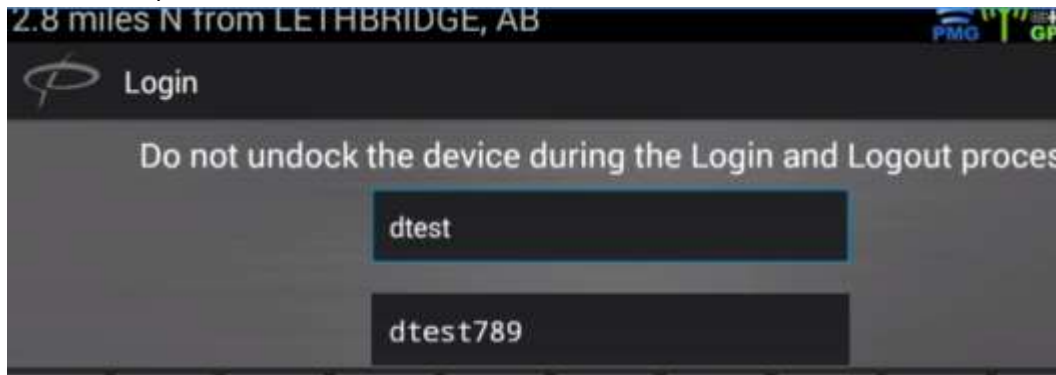 2.8 miles N from LETHBRIDGE, AB
PMG
Login
Do not undock the device during the Login and Logout
dtest
dtest789